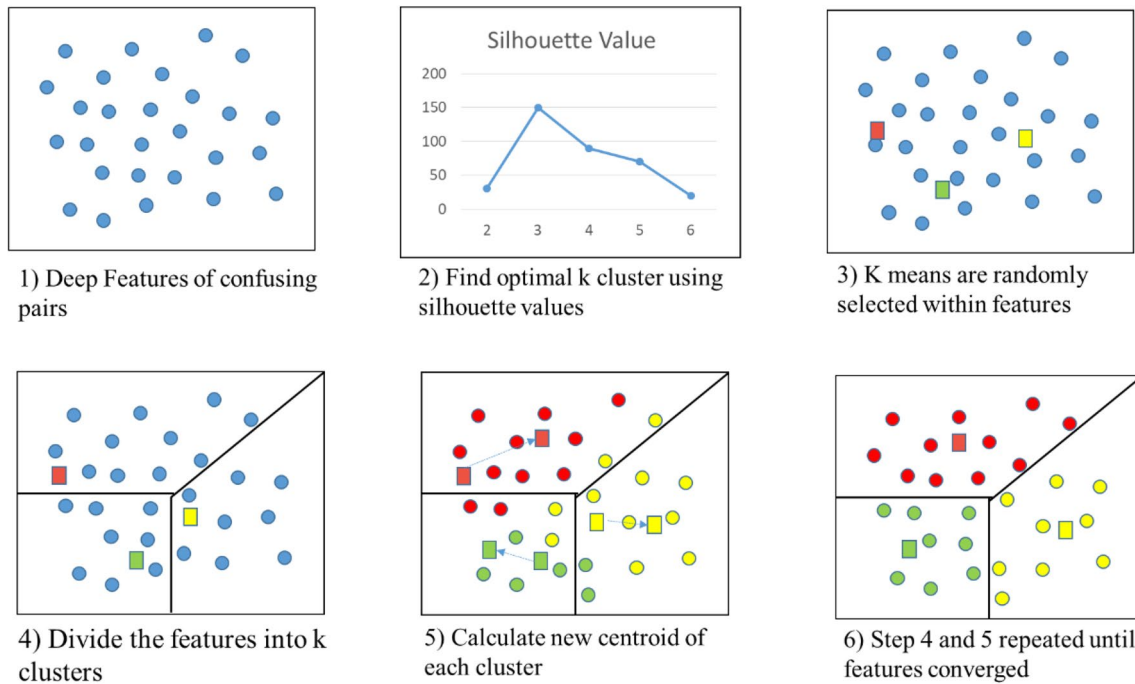 Silhouette Value
200
150
100
50
0
2 3 4 5 6
1) Deep Features of confusing
pairs
2) Find optimal k cluster using
silhouette values
3) K means are randomly
selected within features
4) Divide the features into k
clusters
5) Calculate new centroid of
each cluster
6) Step 4 and 5 repeated until
features converged